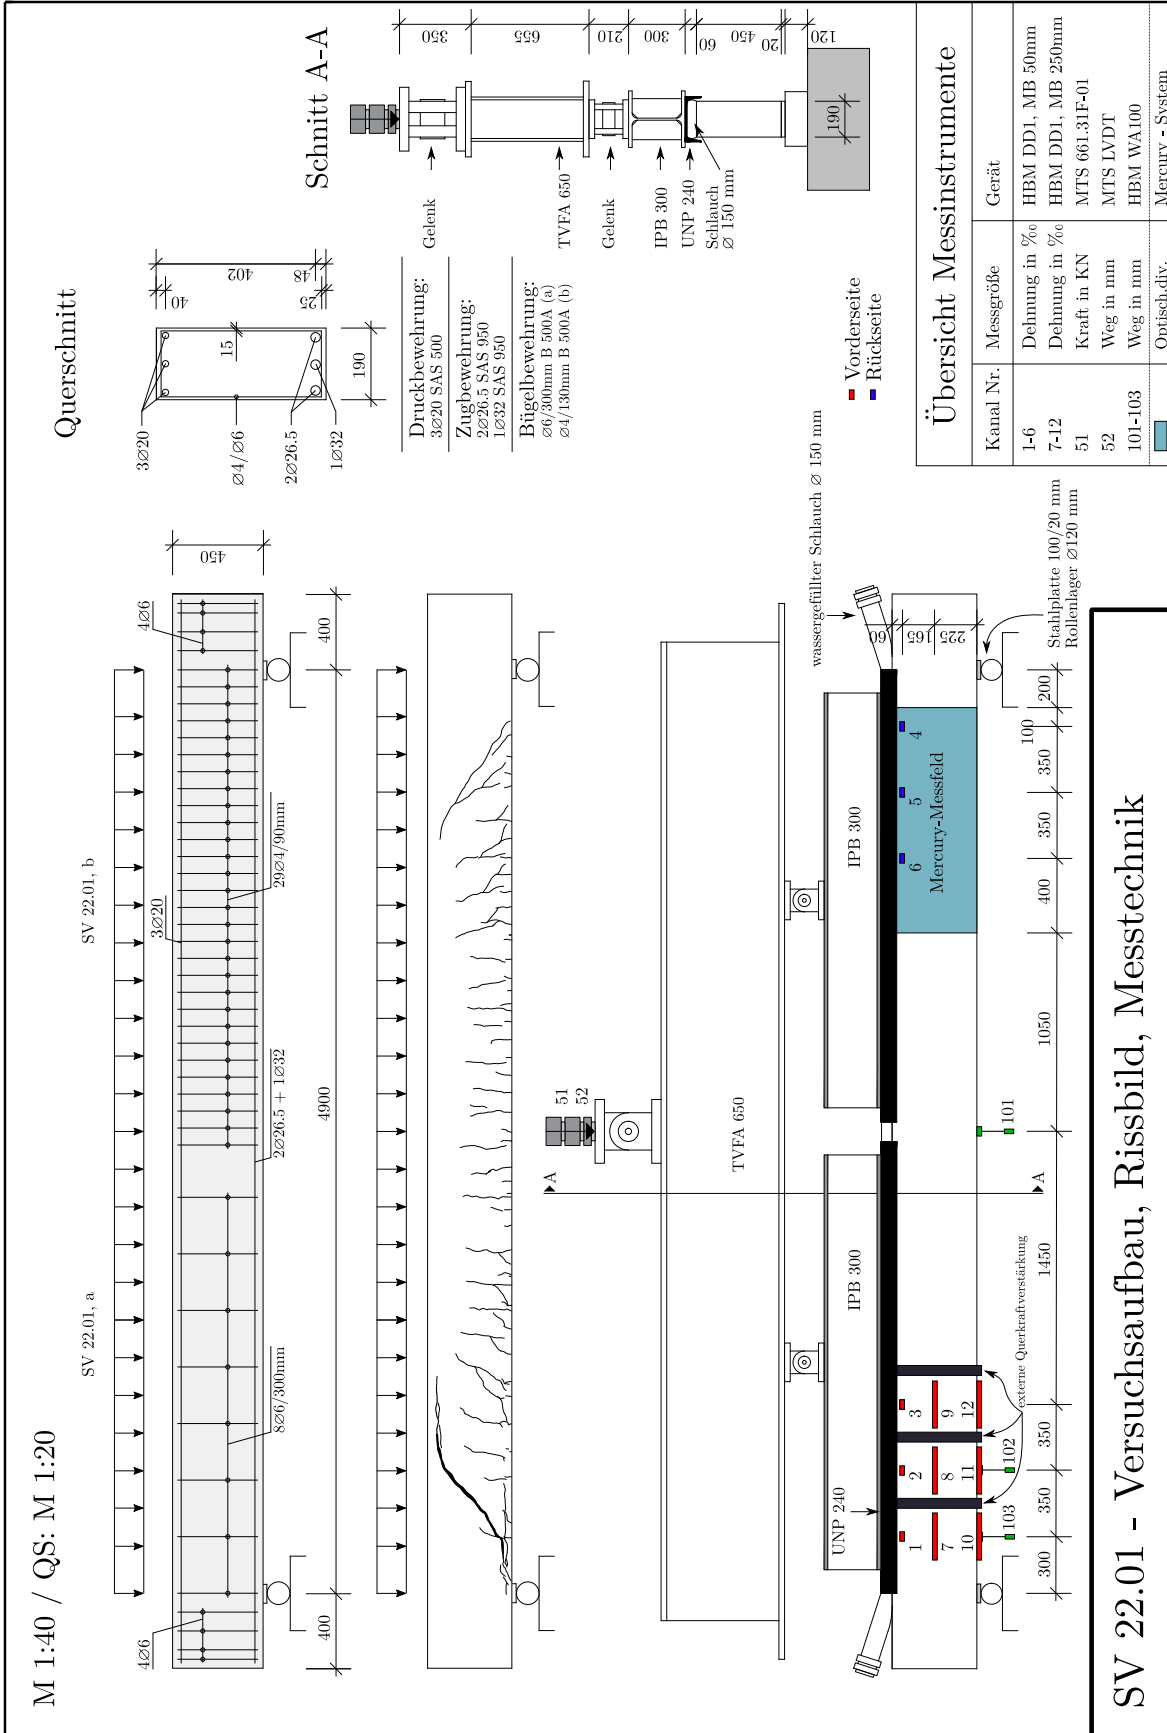 M 1:40 / QS: M 1:20
SV 22.01, a
SV 22.01, b
4Ø6
8Ø6/300mm
2Ø26.5 + 1Ø32
29Ø4/90mm
3Ø20
4Ø6
450
400
4900
400
Querschnitt
3Ø20
Ø4/Ø6
2Ø26.5
1Ø32
40
402
48
25
15
190
Druckbewehrung:
3Ø20 SAS 500
Zugbewehrung:
2Ø26.5 SAS 950
1Ø32 SAS 950
Bügelbewehrung:
Ø6/300mm B 500A (a)
Ø4/130mm B 500A (b)
Schnitt A-A
350
655
210
300
60
450
20
120
190
Gelenk
TVFA 650
Gelenk
IPB 300
UNP 240
Schlauch
Ø 150 mm
51
52
A
TVFA 650
IPB 300
IPB 300
UNP 240
wassergefüllter Schlauch Ø 150 mm
Vorderseite
Rückseite
1
2
3
7
8
9
10
11
12
6
5
4
Mercury-Messfeld
60
165
225
Stahlplatte 100/20 mm
Rollenlager Ø120 mm
externe Querkraftverstärkung
103
102
101
A
300
350
350
1450
1050
400
350
350
100
200
Übersicht Messinstrumente
Kanal Nr. Messgröße Gerät
1-6 Dehnung in ‰ HBM DD1, MB 50mm
7-12 Dehnung in ‰ HBM DD1, MB 250mm
51 Kraft in KN MTS 661.31F-01
52 Weg in mm MTS LVDT
101-103 Weg in mm HBM WA100
Optisch,div. Mercury - System
SV 22.01 - Versuchsaufbau, Rissbild, Messtechnik